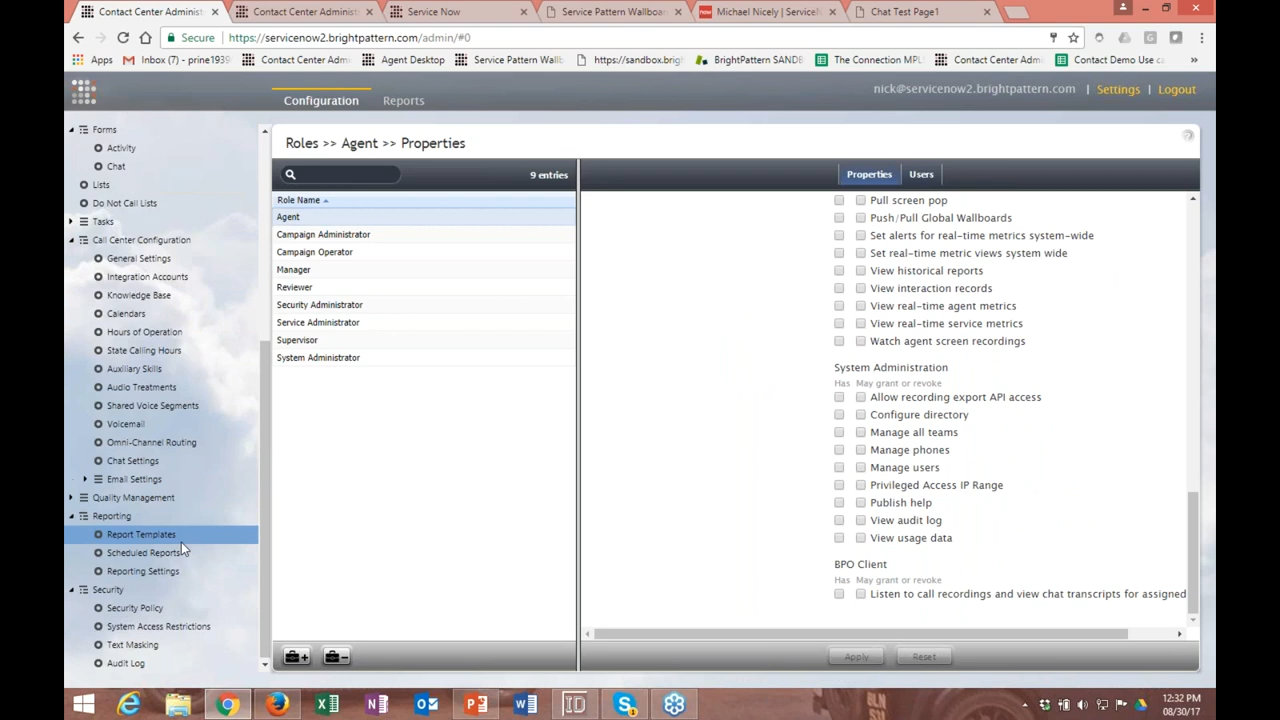 Contact Center Administ
Contact Center Administ
Service Now
Service Pattern Wallboar
Michael Nicely | ServiceN
Chat Test Page1
Secure
https://servicenow2.brightpattern.com/admin/#0
Apps
Inbox (7) - prine1939
Contact Center Admi
Agent Desktop
Service Pattern Wallb
https://sandbox.brig
BrightPattern SANDB
The Connection MPL
Contact Center Admi
Contact Demo Use ca
Configuration
Reports
nick@servicenow2.brightpattern.com | Settings | Logout
Forms
Activity
Chat
Lists
Do Not Call Lists
Tasks
Call Center Configuration
General Settings
Integration Accounts
Knowledge Base
Calendars
Hours of Operation
State Calling Hours
Auxiliary Skills
Audio Treatments
Shared Voice Segments
Voicemail
Omni-Channel Routing
Chat Settings
Email Settings
Quality Management
Reporting
Report Templates
Scheduled Reports
Reporting Settings
Security
Security Policy
System Access Restrictions
Text Masking
Audit Log
Roles >> Agent >> Properties
9 entries
Role Name
Agent
Campaign Administrator
Campaign Operator
Manager
Reviewer
Security Administrator
Service Administrator
Supervisor
System Administrator
Properties
Users
Pull screen pop
Push/Pull Global Wallboards
Set alerts for real-time metrics system-wide
Set real-time metric views system wide
View historical reports
View interaction records
View real-time agent metrics
View real-time service metrics
Watch agent screen recordings
System Administration
Has May grant or revoke
Allow recording export API access
Configure directory
Manage all teams
Manage phones
Manage users
Privileged Access IP Range
Publish help
View audit log
View usage data
BPO Client
Has May grant or revoke
Listen to call recordings and view chat transcripts for assigned
Apply
Reset
12:32 PM
08/30/17